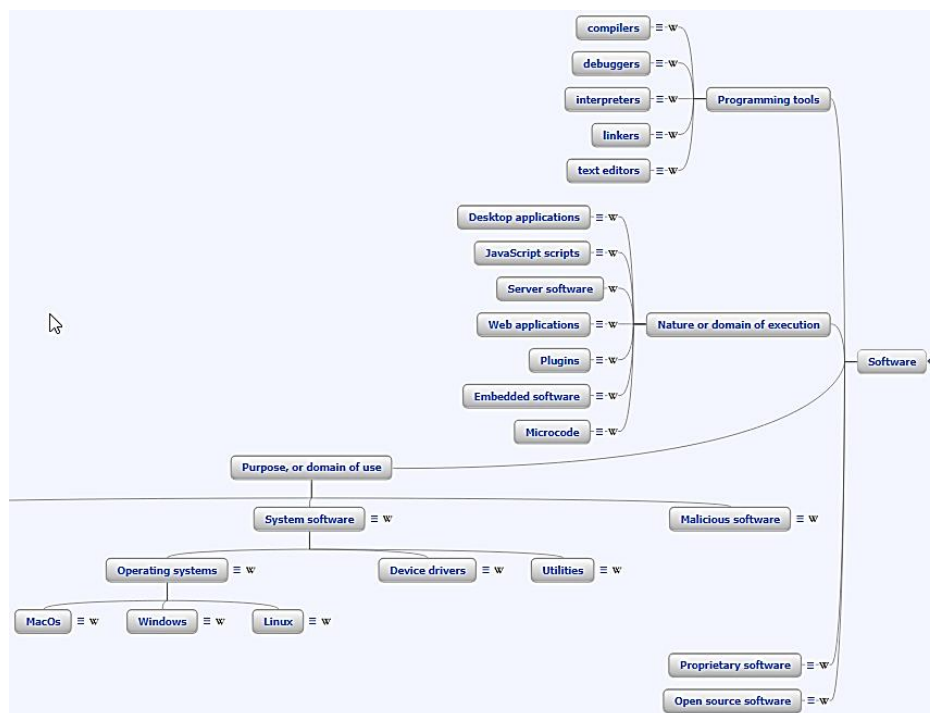 compilers W
debuggers W
interpreters W
Programming tools
linkers W
text editors W
Desktop applications W
JavaScript scripts W
Server software W
Web applications W
Nature or domain of execution
Plugins W
Software
Embedded software W
Microcode W
Purpose, or domain of use
System software W
Malicious software W
Operating systems W
Device drivers W
Utilities W
MacOs W
Windows W
Linux W
Proprietary software W
Open source software W